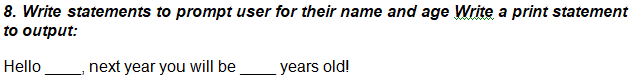 8. Write statements to prompt user for their name and age Write a print statement
to output:
Hello ____, next year you will be ____ years old!